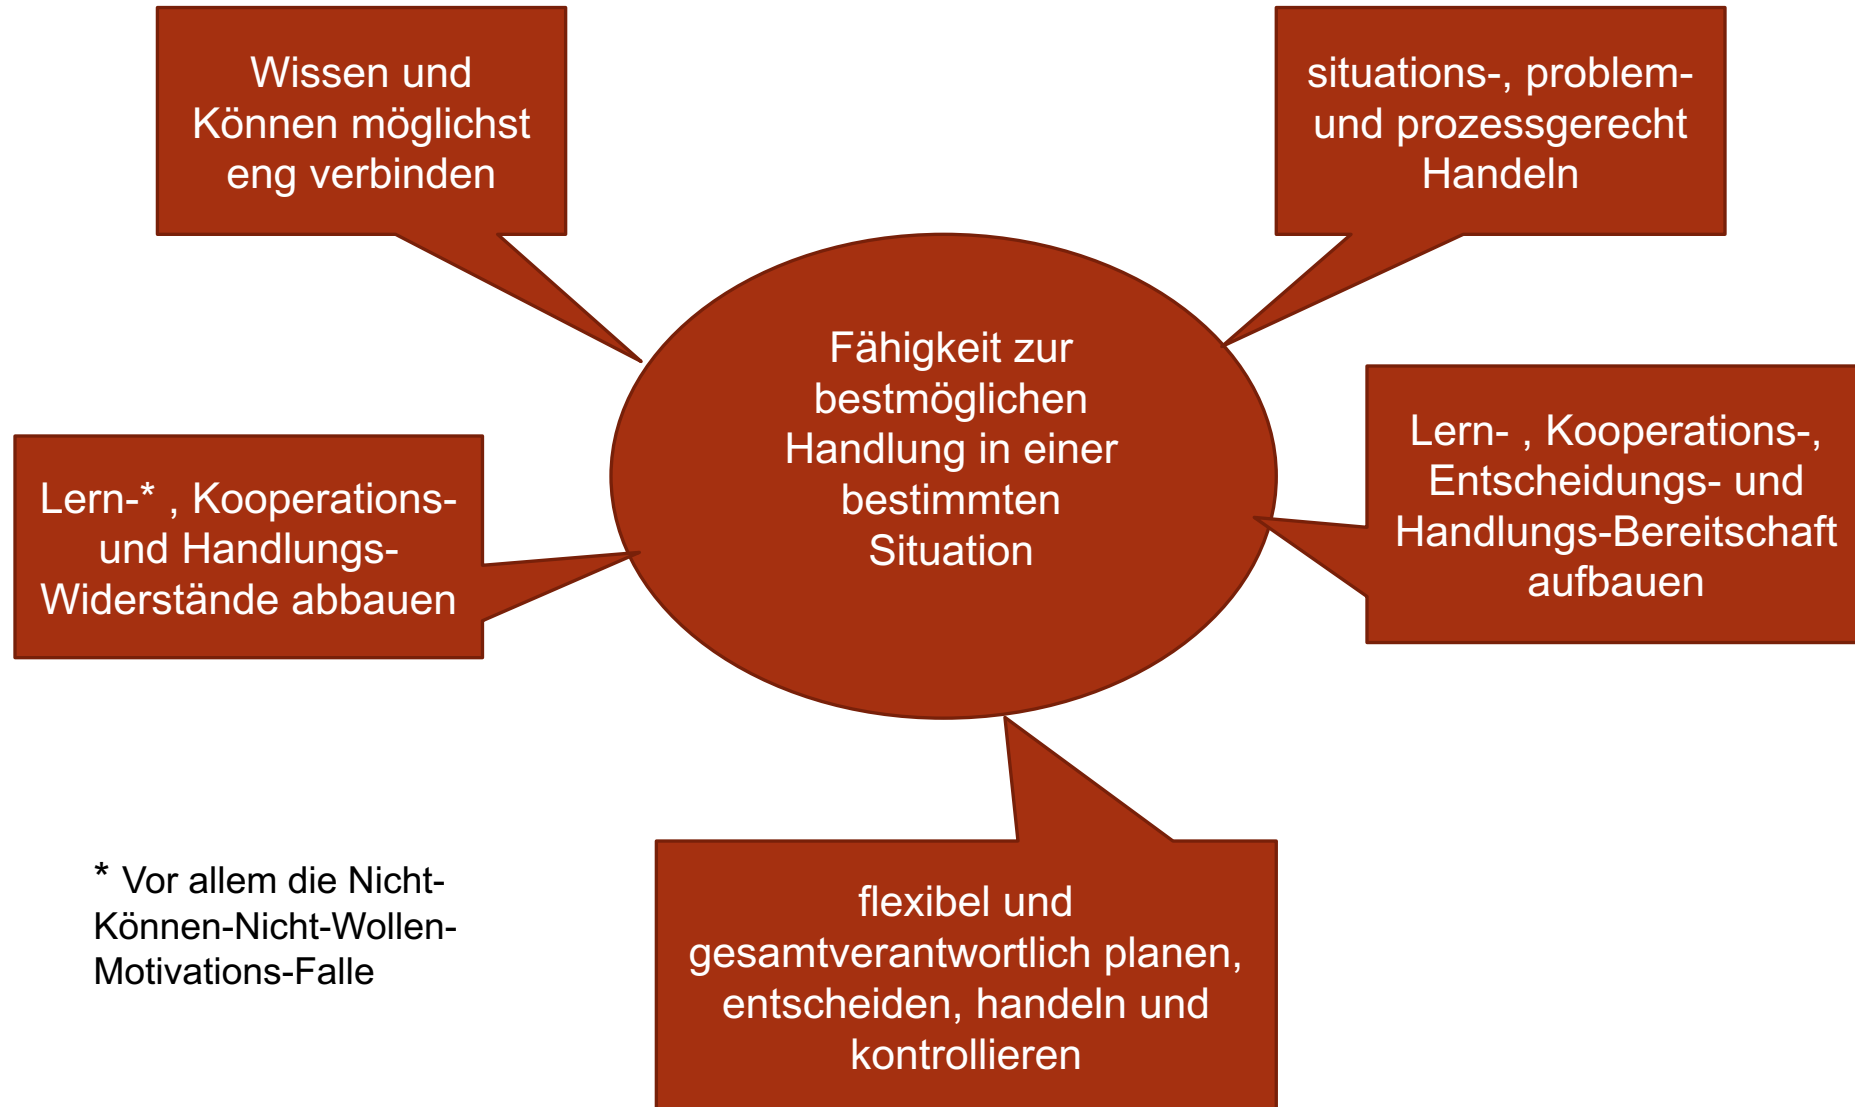 Wissen und
Können möglichst
eng verbinden
situations-, problem-
und prozessgerecht
Handeln
Fähigkeit zur
bestmöglichen
Handlung in einer
bestimmten
Situation
Lern-* , Kooperations-
und Handlungs-
Widerstände abbauen
Lern- , Kooperations-,
Entscheidungs- und
Handlungs-Bereitschaft
aufbauen
flexibel und
gesamtverantwortlich planen,
entscheiden, handeln und
kontrollieren
* Vor allem die Nicht-
Können-Nicht-Wollen-
Motivations-Falle